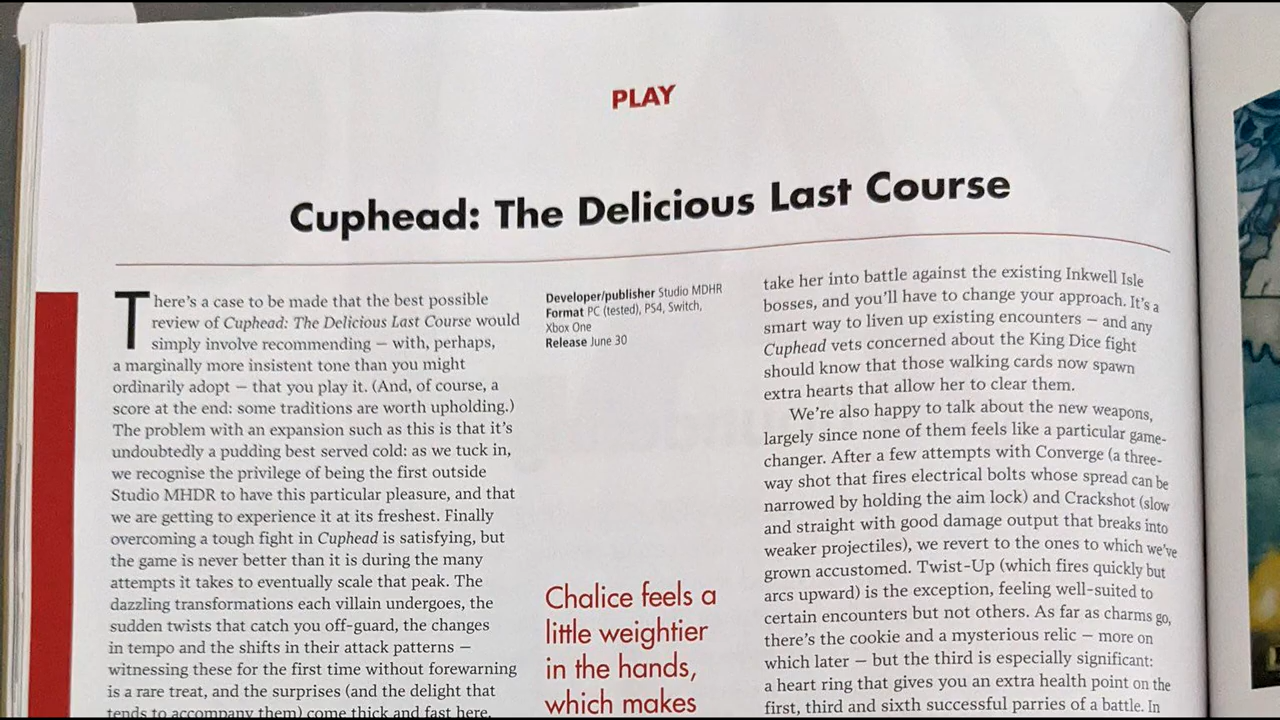 PLAY
Cuphead: The Delicious Last Course
There's a case to be made that the best possible
review of Cuphead: The Delicious Last Course would
simply involve recommending — with, perhaps,
a marginally more insistent tone than you might
ordinarily adopt — that you play it. (And, of course, a
score at the end: some traditions are worth upholding.)
The problem with an expansion such as this is that it's
undoubtedly a pudding best served cold: as we tuck in,
we recognise the privilege of being the first outside
Studio MHDR to have this particular pleasure, and that
we are getting to experience it at its freshest. Finally
overcoming a tough fight in Cuphead is satisfying, but
the game is never better than it is during the many
attempts it takes to eventually scale that peak. The
dazzling transformations each villain undergoes, the
sudden twists that catch you off-guard, the changes
in tempo and the shifts in their attack patterns —
witnessing these for the first time without forewarning
is a rare treat, and the surprises (and the delight that
tends to accompany them) come thick and fast here.
Developer/publisher Studio MDHR
Format PC (tested), PS4, Switch,
Xbox One
Release June 30
Chalice feels a
little weightier
in the hands,
which makes
take her into battle against the existing Inkwell Isle
bosses, and you'll have to change your approach. It's a
smart way to liven up existing encounters — and any
Cuphead vets concerned about the King Dice fight
should know that those walking cards now spawn
extra hearts that allow her to clear them.
We're also happy to talk about the new weapons,
largely since none of them feels like a particular game-
changer. After a few attempts with Converge (a three-
way shot that fires electrical bolts whose spread can be
narrowed by holding the aim lock) and Crackshot (slow
and straight with good damage output that breaks into
weaker projectiles), we revert to the ones to which we've
grown accustomed. Twist-Up (which fires quickly but
arcs upward) is the exception, feeling well-suited to
certain encounters but not others. As far as charms go,
there's the cookie and a mysterious relic — more on
which later — but the third is especially significant:
a heart ring that gives you an extra health point on the
first, third and sixth successful parries of a battle. In